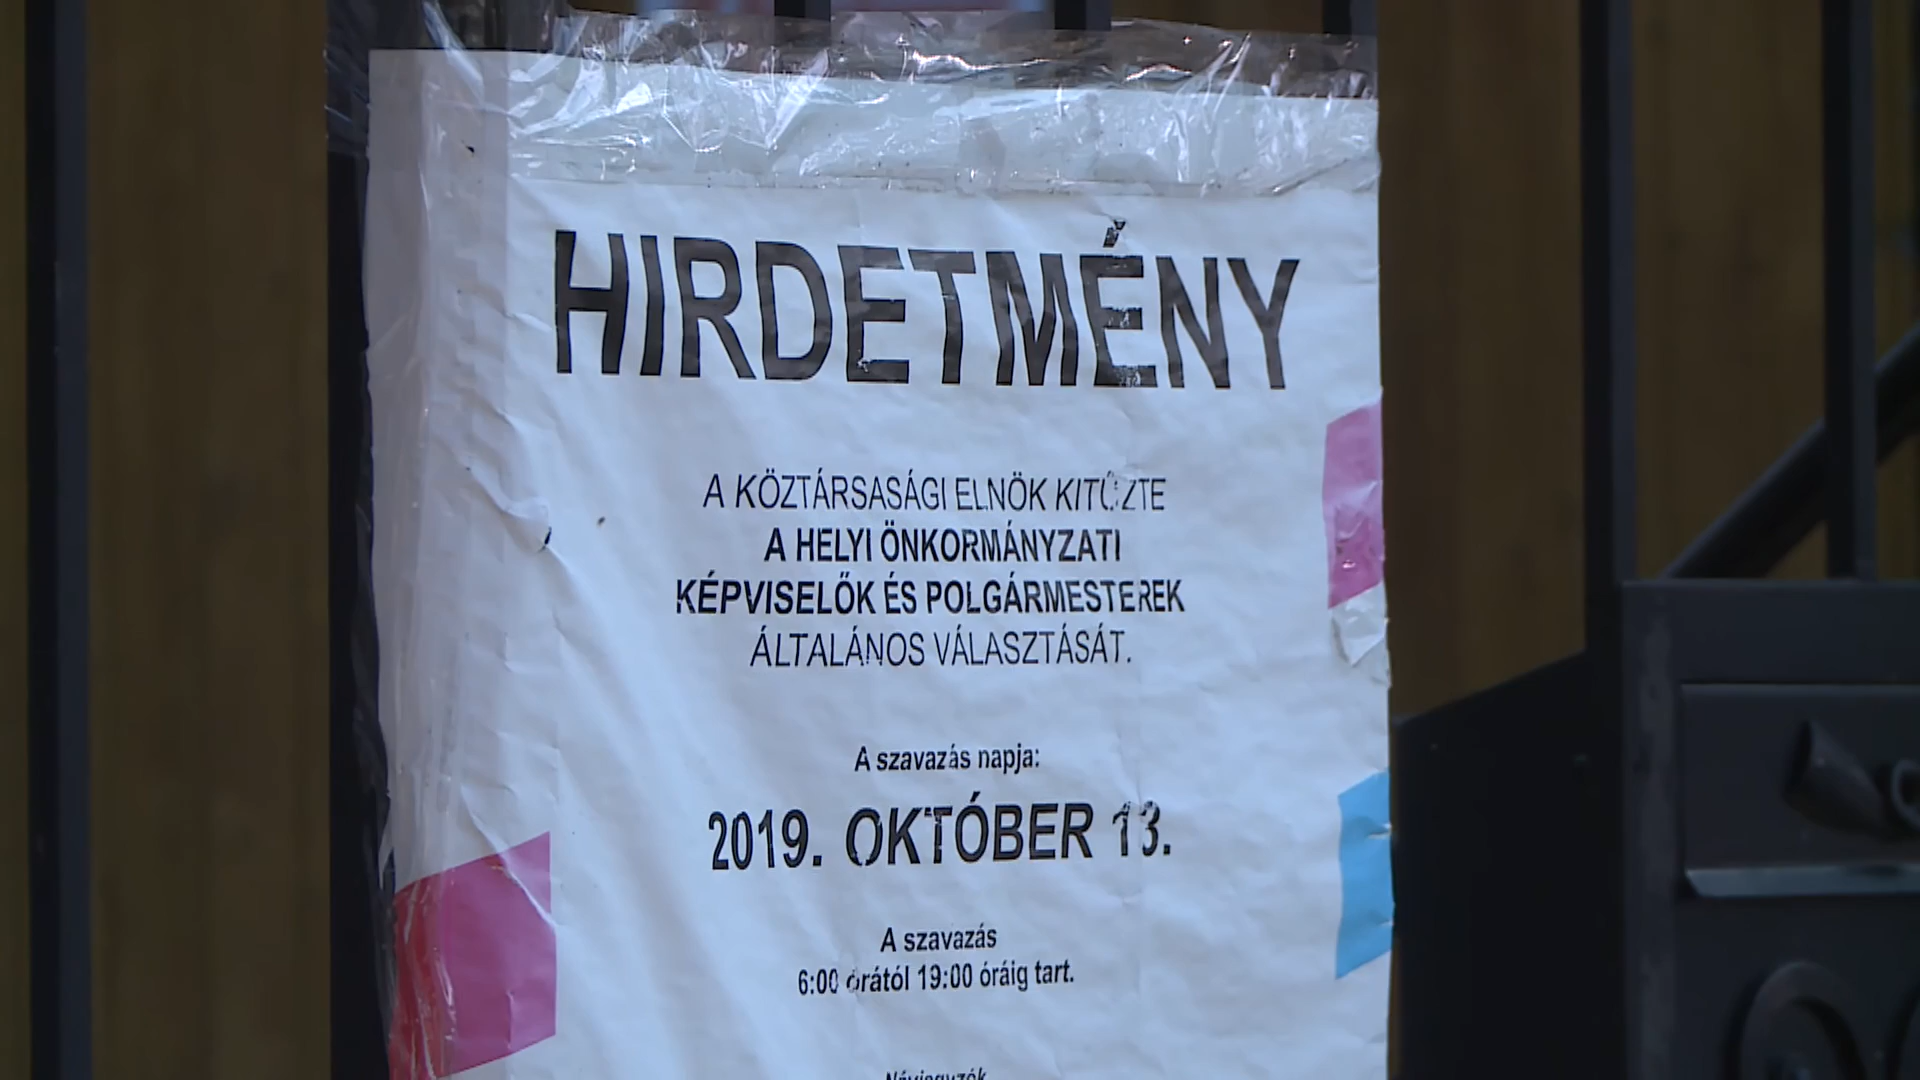 HIRDETMÉNY
A KÖZTÁRSASÁGI ELNÖK KITŰZTE
A HELYI ÖNKORMÁNYZATI
KÉPVISELŐK ÉS POLGÁRMESTEREK
ÁLTALÁNOS VÁLASZTÁSÁT.
A szavazás napja:
2019. OKTÓBER 13.
A szavazás
6:00 órától 19:00 óráig tart.